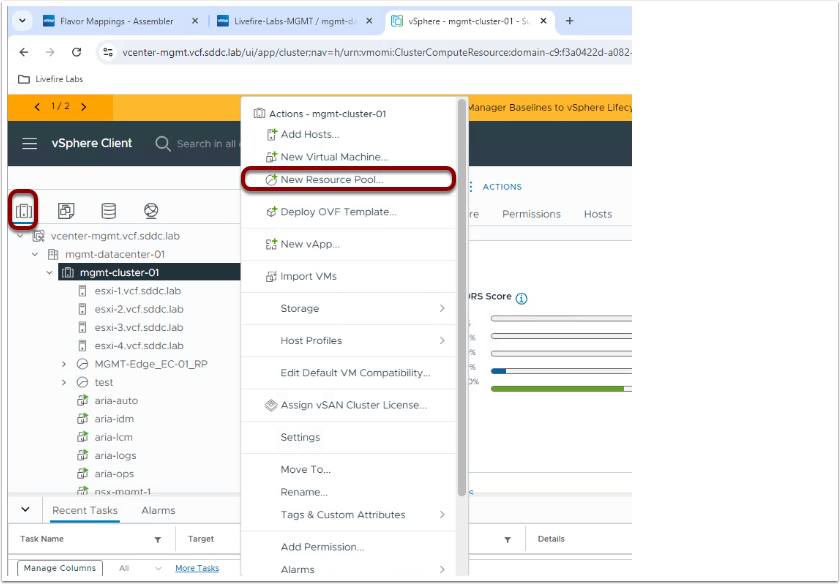 Flavor Mappings - Assembler
Livefire-Labs-MGMT / mgmt-d
vSphere - mgmt-cluster-01 - Su
vcenter-mgmt.vcf.sddc.lab/ui/app/cluster;nav=h/urn:vmomi:ClusterComputeResource:domain-c9:f3a0422d-a082-
Livefire Labs
1 / 2
Manager Baselines to vSphere Lifecy
vSphere Client
Search in all
ACTIONS
re
Permissions
Hosts
vcenter-mgmt.vcf.sddc.lab
mgmt-datacenter-01
mgmt-cluster-01
esxi-1.vcf.sddc.lab
esxi-2.vcf.sddc.lab
esxi-3.vcf.sddc.lab
esxi-4.vcf.sddc.lab
MGMT-Edge_EC-01_RP
test
aria-auto
aria-idm
aria-lcm
aria-logs
aria-ops
nsx-mgmt-1
Actions - mgmt-cluster-01
Add Hosts...
New Virtual Machine...
New Resource Pool...
Deploy OVF Template...
New vApp...
Import VMs
Storage
Host Profiles
Edit Default VM Compatibility...
Assign vSAN Cluster License...
Settings
Move To...
Rename...
Tags & Custom Attributes
Add Permission...
Alarms
RS Score
%
%
%
0%
Recent Tasks
Alarms
Task Name
Target
Details
Manage Columns
All
More Tasks